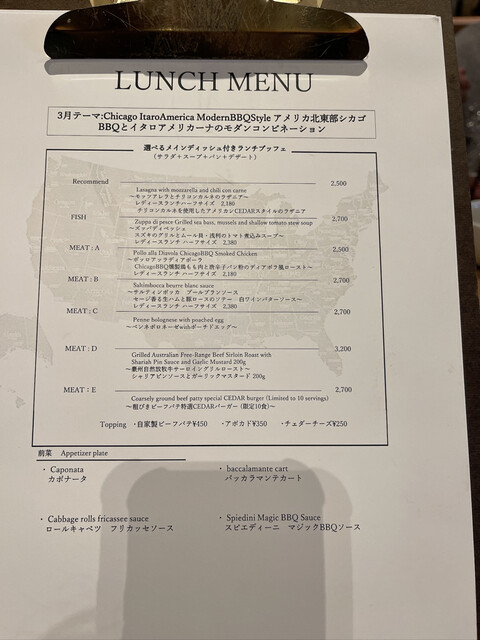 LUNCH MENU
3月テーマ:Chicago ItaroAmerica ModernBBQStyle アメリカ北東部シカゴ
BBQとイタロアメリカーナのモダンコンビネーション
選べるメインディッシュ付きランチブッフェ
(サラダ+スープ+パン+デザート)
Recommend 2,500
Lasagna with mozzarella and chili con carne
～モッツアレラとチリコンカルネのラザニア～
レディースランチハーフサイズ 2,180
チリコンカルネを使用したアメリカンCEDARスタイルのラザニア
FISH 2,700
Zuppa di pesce Grilled sea bass, mussels and shallow tomato stew soup
～ズッパディペッシェ
スズキのグリルとムール貝・浅利のトマト煮込みスープ～
レディースランチ ハーフサイズ 2,380
MEAT : A 2,500
Pollo alla Diavola ChicagoBBQ Smoked Chicken
～ポッロアッラディアボーラ
ChicagoBBQ燻製鶏もも肉と香辛子パン粉のディアボラ風ロースト～
レディースランチ ハーフサイズ 2,180
MEAT : B 2,700
Saltimbocca beurre blanc sauce
～サルティンボッカ ブールブランソース
セージ香る生ハムと豚ロースのソテー 白ワインバターソース～
レディースランチ ハーフサイズ 2,380
MEAT : C 2,700
Penne bolognese with poached egg
～ペンネボロネーゼwithポーチドエッグ～
MEAT : D 3,200
Grilled Australian Free-Range Beef Sirloin Roast with
Shariah Pin Sauce and Garlic Mustard 200g
～豪州自然放牧牛サーロイングリルロースト～
シャリアピンソースとガーリックマスタード 200g
MEAT：E 2,700
Coarsely ground beef patty special CEDAR burger (Limited to 10 servings)
～粗びきビーフパテ特選CEDARバーガー (限定10食)～
Topping ・自家製ビーフパテ¥450 ・アボカド¥350 ・チェダーチーズ¥250
前菜 Appetizer plate
・ Caponata
カポナータ
・ baccalamante cart
バッカラマンテカート
・ Cabbage rolls fricassee sauce
ロールキャベツ フリカッセソース
・ Spiedini Magic BBQ Sauce
スピエディーニ マジックBBQソース